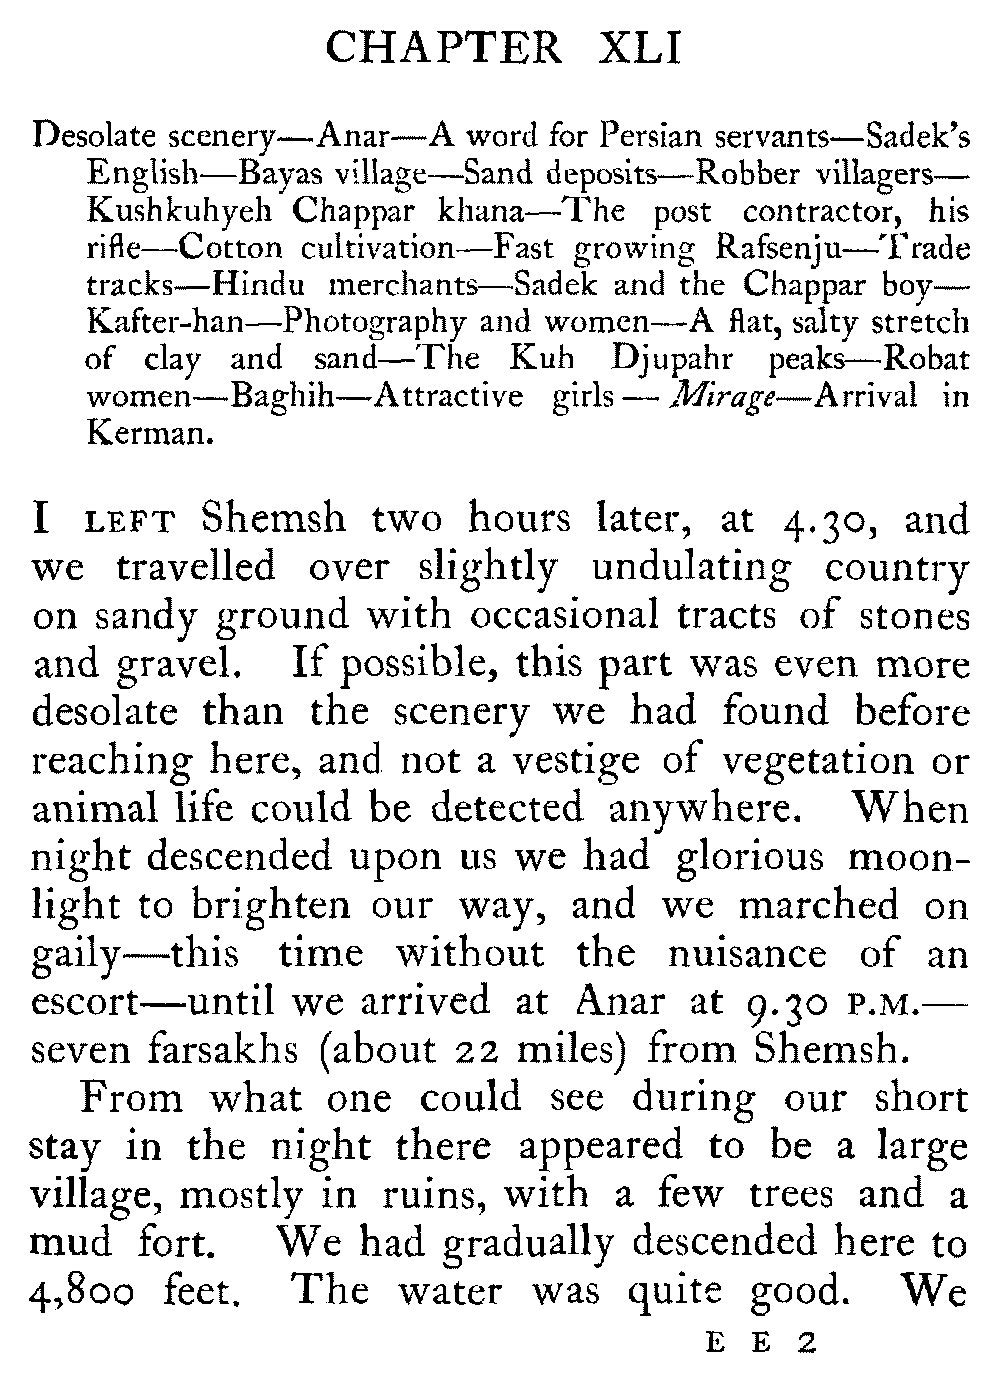 CHAPTER XLI
Desolate scenery—Anar—A word for Persian servants—Sadek's
English—Bayas village—Sand deposits—Robber villagers—
Kushkuhyeh Chappar khana—The post contractor, his
rifle—Cotton cultivation—Fast growing Rafsenju—Trade
tracks—Hindu merchants—Sadek and the Chappar boy—
Kafter-han—Photography and women—A flat, salty stretch
of clay and sand—The Kuh Djupahr peaks—Robat
women—Baghih—Attractive girls—Mirage—Arrival in
Kerman.
I LEFT Shemsh two hours later, at 4.30, and
we travelled over slightly undulating country
on sandy ground with occasional tracts of stones
and gravel. If possible, this part was even more
desolate than the scenery we had found before
reaching here, and not a vestige of vegetation or
animal life could be detected anywhere. When
night descended upon us we had glorious moon-
light to brighten our way, and we marched on
gaily—this time without the nuisance of an
escort—until we arrived at Anar at 9.30 P.M.—
seven farsakhs (about 22 miles) from Shemsh.
From what one could see during our short
stay in the night there appeared to be a large
village, mostly in ruins, with a few trees and a
mud fort. We had gradually descended here to
4,800 feet. The water was quite good. We
E E 2